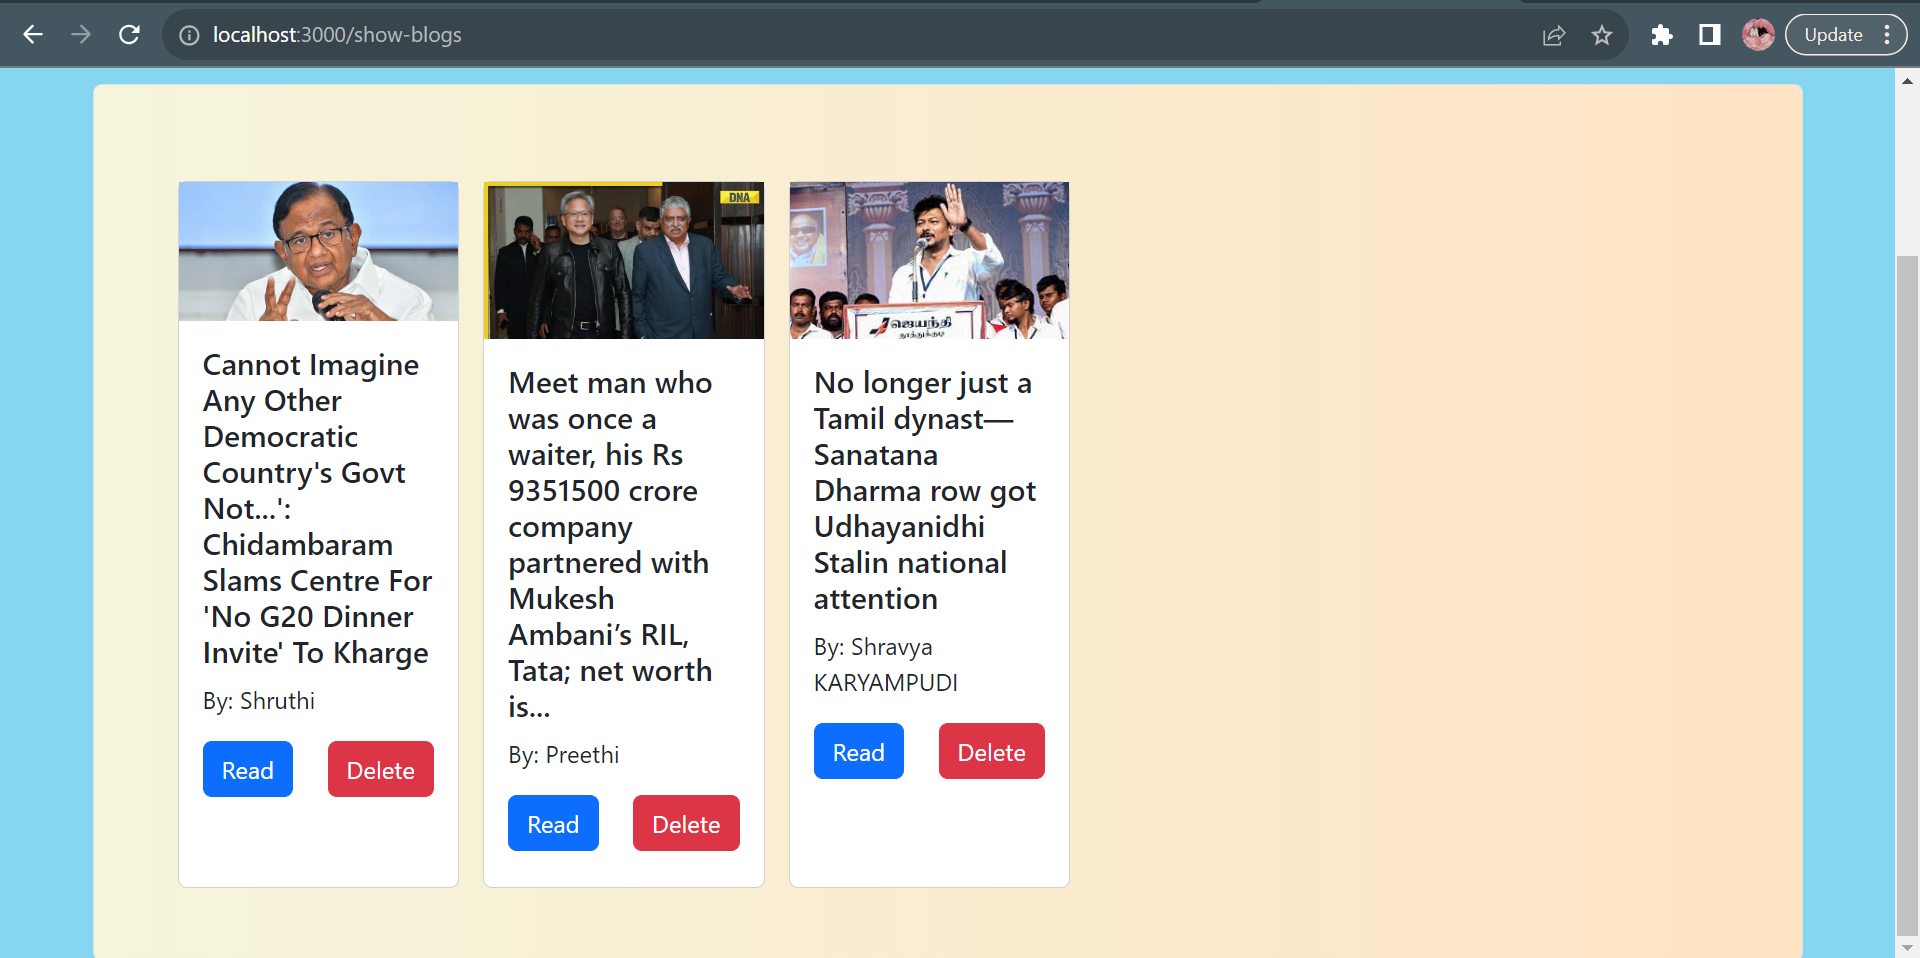 localhost:3000/show-blogs
Update
DNA
ஜெயந்தி
தூத்துக்குடி
Cannot Imagine
Any Other
Democratic
Country's Govt
Not...':
Chidambaram
Slams Centre For
'No G20 Dinner
Invite' To Kharge
By: Shruthi
Read
Delete
Meet man who
was once a
waiter, his Rs
9351500 crore
company
partnered with
Mukesh
Ambani’s RIL,
Tata; net worth
is...
By: Preethi
Read
Delete
No longer just a
Tamil dynast—
Sanatana
Dharma row got
Udhayanidhi
Stalin national
attention
By: Shravya
KARYAMPUDI
Read
Delete